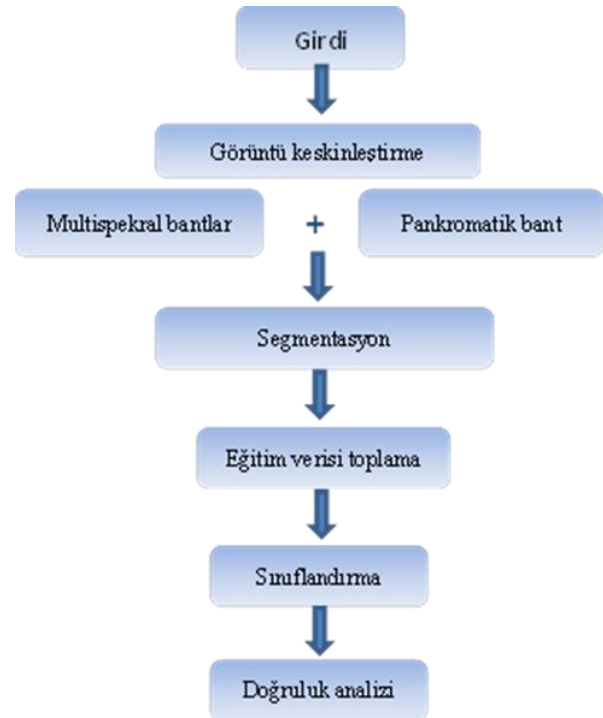 Girdi
Görüntü keskinleştirme
Multispekral bantlar + Pankromatik bant
Segmentasyon
Eğitim verisi toplama
Sınıflandırma
Doğruluk analizi